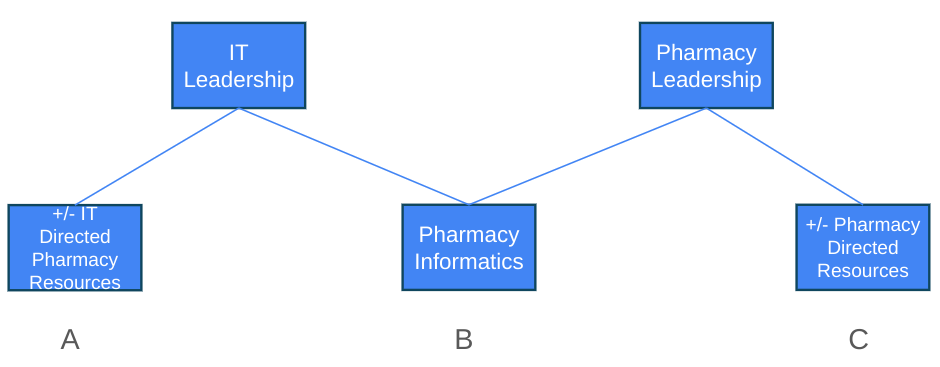 IT
Leadership
Pharmacy
Leadership
+/- IT
Directed
Pharmacy
Resources
Pharmacy
Informatics
+/- Pharmacy
Directed
Resources
A
B
C